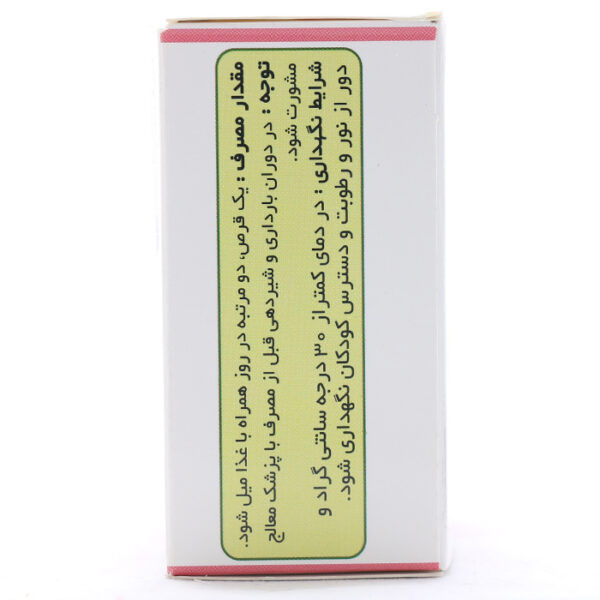 مقدار مصرف : یک قرص، دو مرتبه در روز همراه با غذا میل شود.
توجه : در دوران بارداری و شیردهی قبل از مصرف با پزشک معالج
مشورت شود.
شرایط نگهداری : در دمای کمتر از ۳۰ درجه سانتی گراد و
دور از نور و رطوبت و دسترس کودکان نگهداری شود.